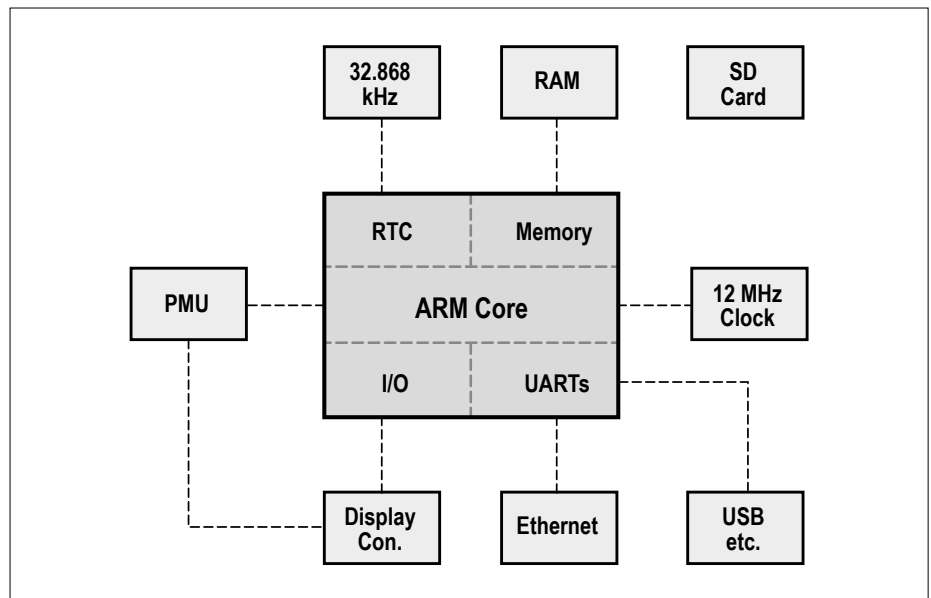 32.868
kHz
RAM
SD
Card
RTC
Memory
PMU
ARM Core
12 MHz
Clock
I/O
UARTs
Display
Con.
Ethernet
USB
etc.